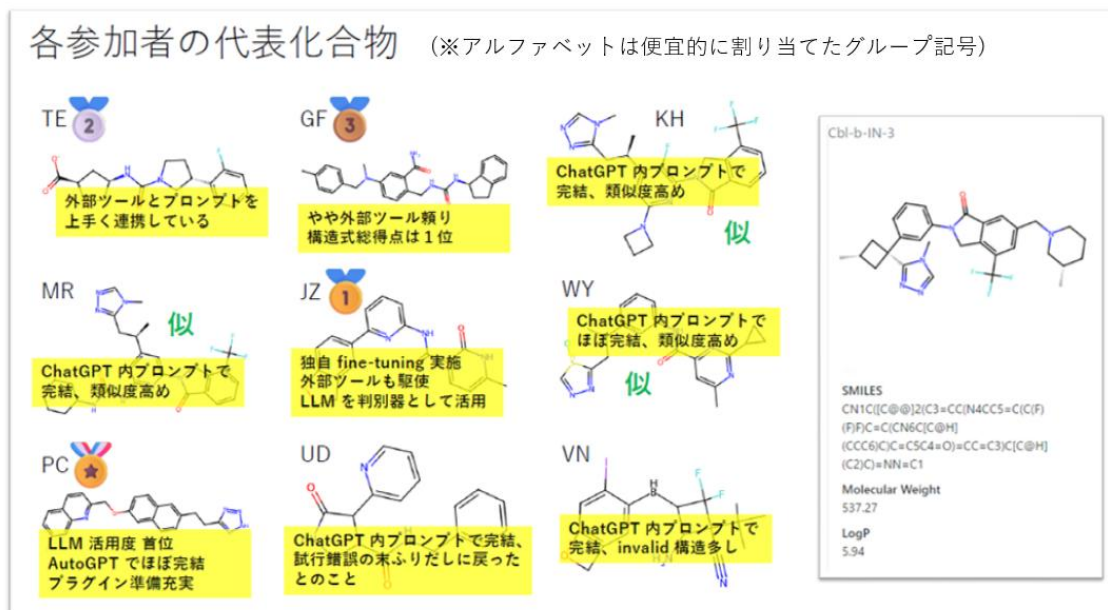 各参加者の代表化合物 (※アルファベットは便宜的に割り当てたグループ記号)
TE 2
外部ツールとプロンプトを
上手く連携している
GF 3
やや外部ツール頼り
構造式総得点は1位
KH
ChatGPT 内プロンプトで
完結、類似度高め
似
MR
似
ChatGPT 内プロンプトで
完結、類似度高め
JZ 1
独自 fine-tuning 実施
外部ツールも駆使
LLM を判別器として活用
WY
ChatGPT 内プロンプトで
ほぼ完結、類似度高め
似
PC
LLM 活用度 首位
AutoGPT でほぼ完結
プラグイン準備充実
UD
ChatGPT 内プロンプトで完結、
試行錯誤の末ふりだしに戻った
とのこと
VN
ChatGPT 内プロンプトで
完結、invalid 構造多し
Cbl-b-IN-3
SMILES
CN1C([C@@]2(C3=CC(N4CC5=C(C(F)
(F)F)C=C(CN6C[C@H]
(CCC6)C)C=C5C4=O)=CC=C3)C[C@H]
(C2)C)=NN=C1
Molecular Weight
537.27
LogP
5.94